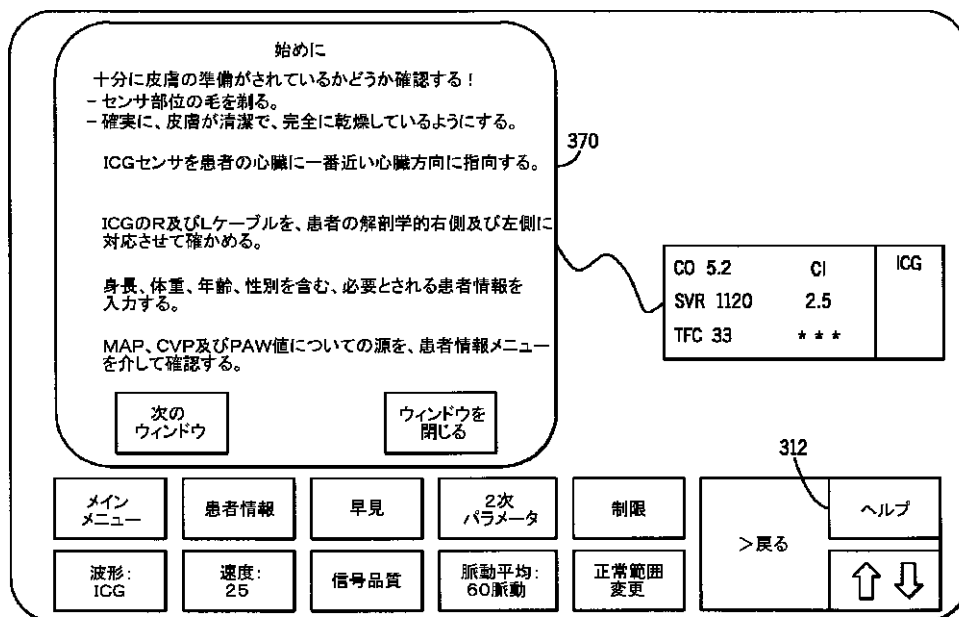 始めに
十分に皮膚の準備がされているかどうか確認する！
－センサ部位の毛を剃る。
－確実に、皮膚が清潔で、完全に乾燥しているようにする。
ICGセンサを患者の心臓に一番近い心臓方向に指向する。
ICGのR及びLケーブルを、患者の解剖学的右側及び左側に
対応させて確かめる。
身長、体重、年齢、性別を含む、必要とされる患者情報を
入力する。
MAP、CVP及びPAW値についての源を、患者情報メニュー
を介して確認する。
次の
ウィンドウ
ウィンドウを
閉じる
370
CO 5.2 CI ICG
SVR 1120 2.5
TFC 33 ***
312
メイン
メニュー
患者情報
早見
2次
パラメータ
制限
>戻る
ヘルプ
波形:
ICG
速度:
25
信号品質
脈動平均:
60脈動
正常範囲
変更